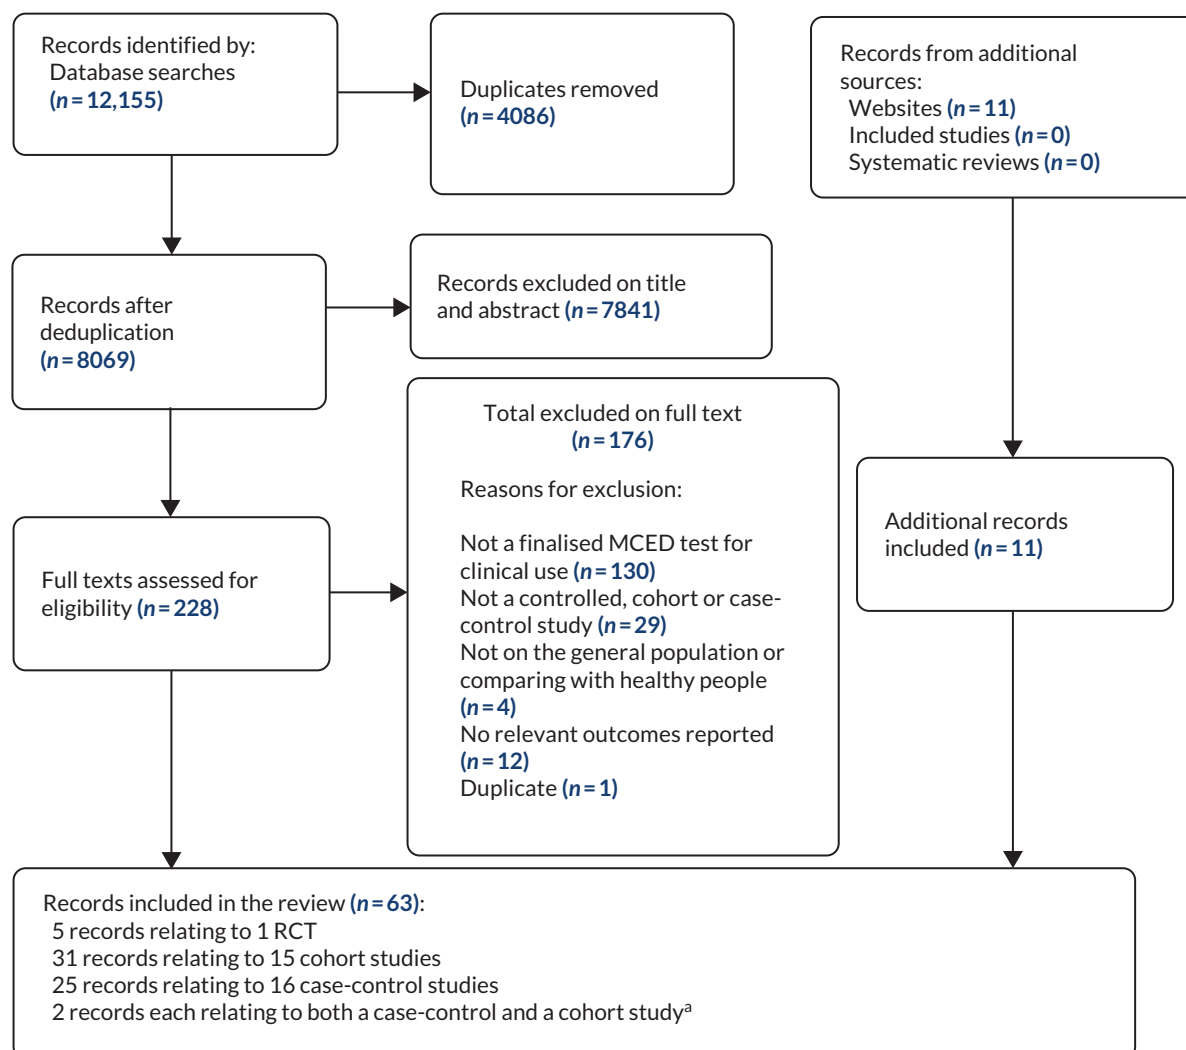 Records identified by:
Database searches
(n=12,155)
Duplicates removed
(n=4086)
Records from additional
sources:
Websites (n=11)
Included studies (n=0)
Systematic reviews (n=0)
Records after
deduplication
(n=8069)
Records excluded on title
and abstract (n=7841)
Full texts assessed for
eligibility (n=228)
Total excluded on full text
(n=176)
Reasons for exclusion:
Not a finalised MCED test for
clinical use (n=130)
Not a controlled, cohort or case-
control study (n=29)
Not on the general population or
comparing with healthy people
(n=4)
No relevant outcomes reported
(n=12)
Duplicate (n=1)
Additional records
included (n=11)
Records included in the review (n=63):
5 records relating to 1 RCT
31 records relating to 15 cohort studies
25 records relating to 16 case-control studies
2 records each relating to both a case-control and a cohort studyᵃ